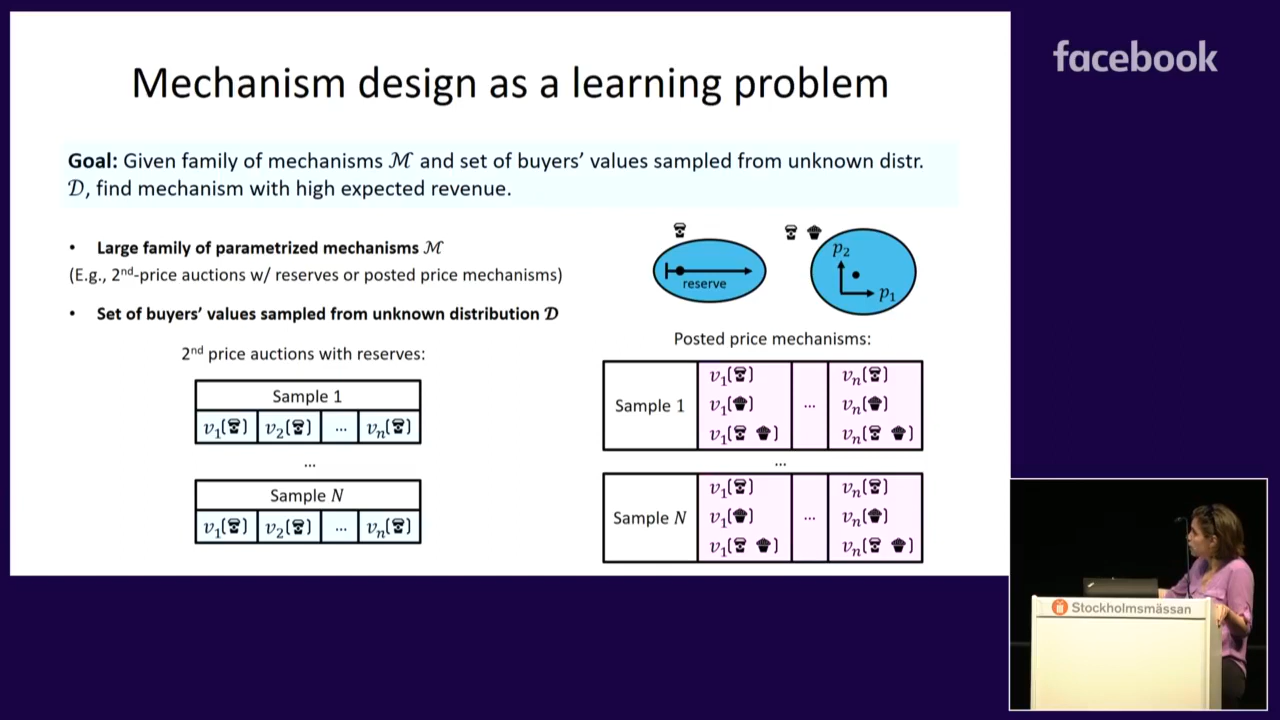 Mechanism design as a learning problem
facebook
Goal: Given family of mechanisms ℳ and set of buyers' values sampled from unknown distr.
𝒟, find mechanism with high expected revenue.
• Large family of parametrized mechanisms ℳ
(E.g., 2nd-price auctions w/ reserves or posted price mechanisms)
reserve
p2
p1
• Set of buyers' values sampled from unknown distribution 𝒟
2nd price auctions with reserves:
Sample 1
v1( ) v2( ) ... vn( )
...
Sample N
v1( ) v2( ) ... vn( )
Posted price mechanisms:
Sample 1
v1( ) ... vn( )
v1( ) vn( )
v1( ) vn( )
...
Sample N
v1( ) ... vn( )
v1( ) vn( )
v1( ) vn( )
Stockholmsmässan